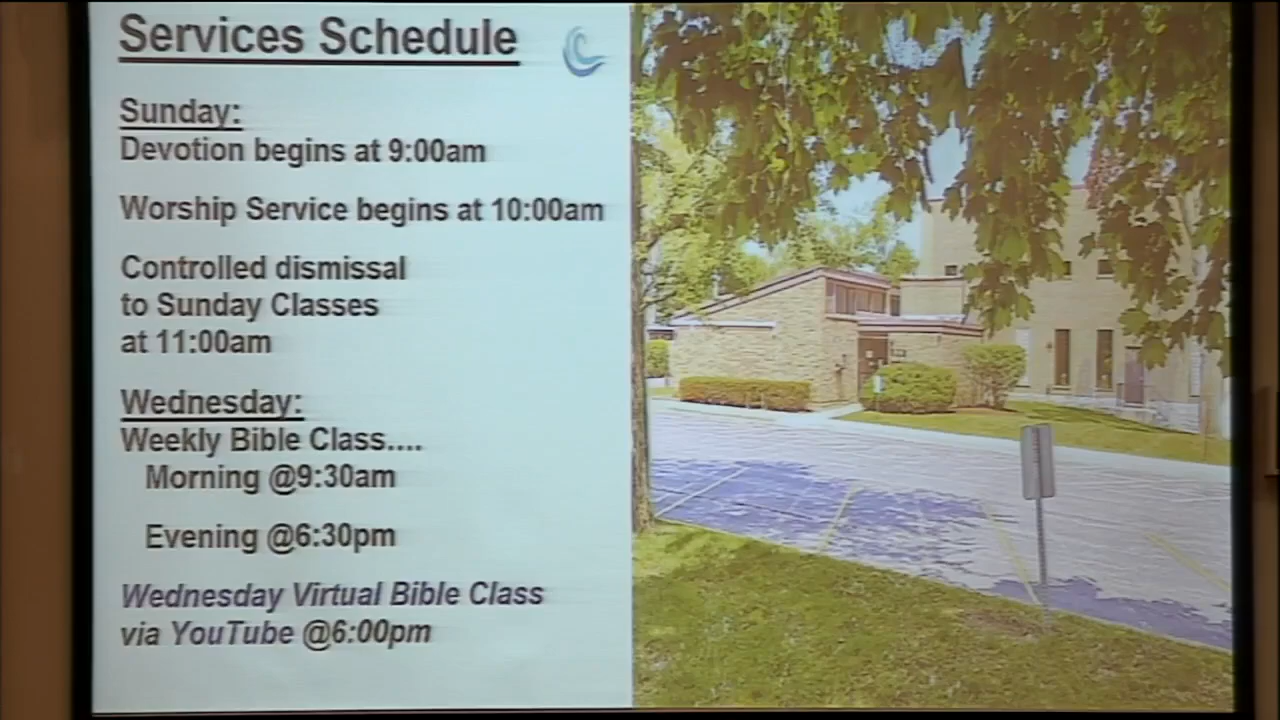 Services Schedule
Sunday:
Devotion begins at 9:00am
Worship Service begins at 10:00am
Controlled dismissal
to Sunday Classes
at 11:00am
Wednesday:
Weekly Bible Class....
Morning @9:30am
Evening @6:30pm
Wednesday Virtual Bible Class
via YouTube @6:00pm